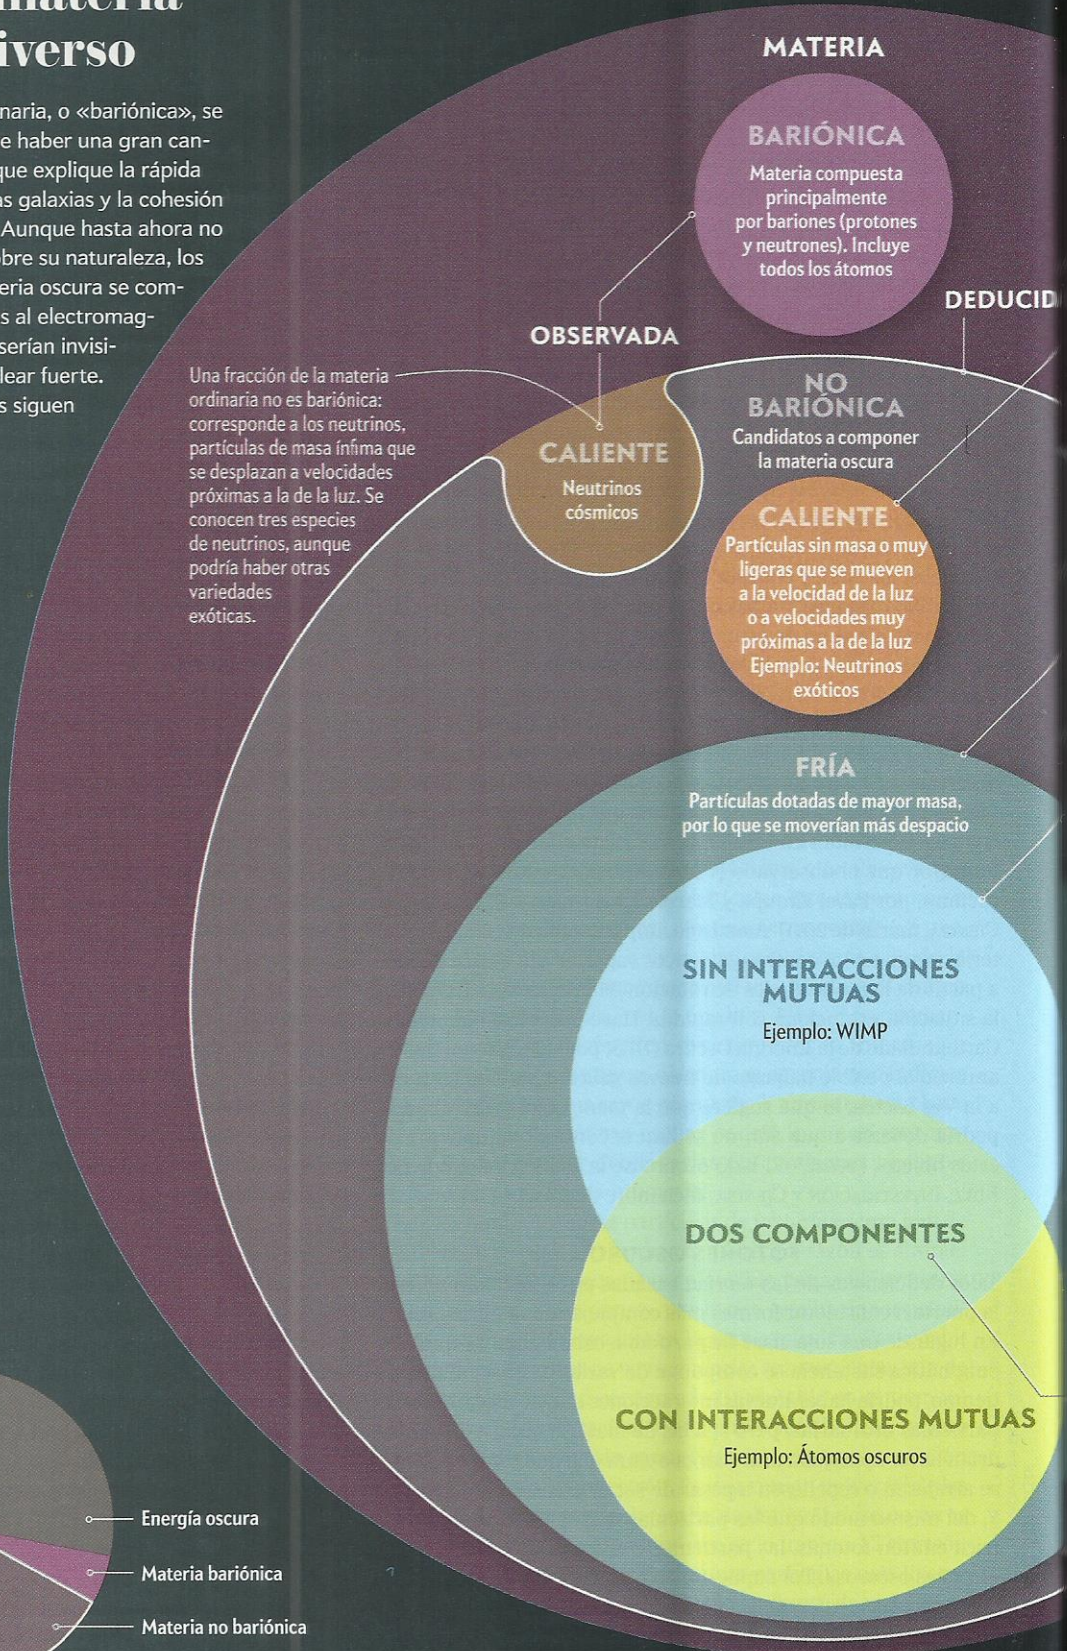 materia
iverso
naria, o «bariónica», se
e haber una gran can-
que explique la rápida
as galaxias y la cohesión
Aunque hasta ahora no
bre su naturaleza, los
eria oscura se com-
s al electromag-
serían invisi-
lear fuerte.
s siguen
MATERIA
BARIÓNICA
Materia compuesta
principalmente
por bariones (protones
y neutrones). Incluye
todos los átomos
DEDUCID
OBSERVADA
Una fracción de la materia
ordinaria no es bariónica:
corresponde a los neutrinos,
partículas de masa ínfima que
se desplazan a velocidades
próximas a la de la luz. Se
conocen tres especies
de neutrinos, aunque
podría haber otras
variedades
exóticas.
CALIENTE
Neutrinos
cósmicos
NO
BARIÓNICA
Candidatos a componer
la materia oscura
CALIENTE
Partículas sin masa o muy
ligeras que se mueven
a la velocidad de la luz
o a velocidades muy
próximas a la de la luz
Ejemplo: Neutrinos
exóticos
FRÍA
Partículas dotadas de mayor masa,
por lo que se moverían más despacio
SIN INTERACCIONES
MUTUAS
Ejemplo: WIMP
DOS COMPONENTES
CON INTERACCIONES MUTUAS
Ejemplo: Átomos oscuros
Energía oscura
Materia bariónica
Materia no bariónica